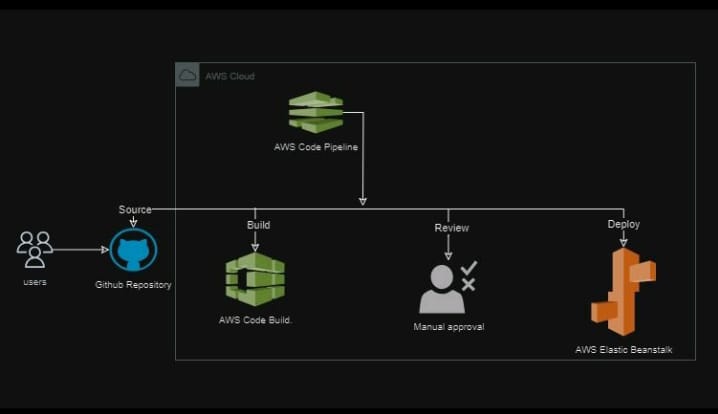 AWS Cloud
AWS Code Pipeline
Source
Build
Review
Deploy
users
Github Repository
AWS Code Build.
Manual approval
AWS Elastic Beanstalk